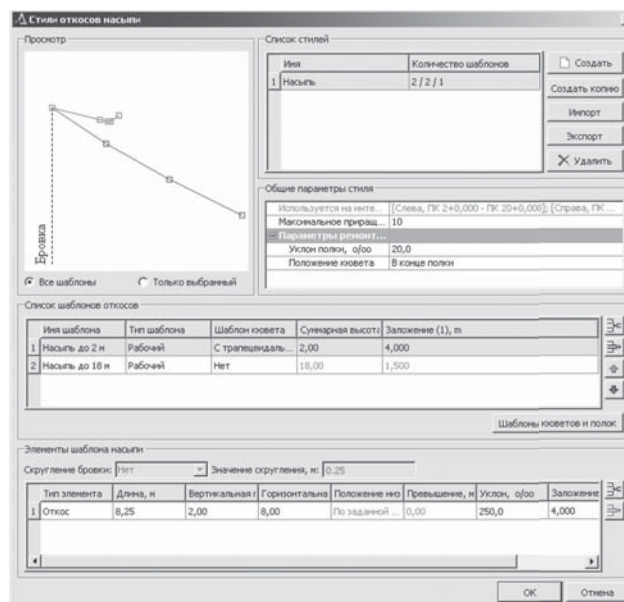 Стили откосов насыпи
Просмотр
Бровка
Все шаблоны
Только выбранный
Список стилей
Имя Количество шаблонов
1 Насыпь 2 / 2 / 1
Создать
Создать копию
Импорт
Экспорт
Удалить
Общие параметры стиля
Используется на инте... [Слева, ПК 2+0,000 - ПК 20+0,000]; [Справа, ПК ...
Максимальное приращ... 10
Параметры ремонт...
Уклон полки, о/оо 20,0
Положение кювета В конце полки
Список шаблонов откосов
Имя шаблона Тип шаблона Шаблон кювета Суммарная высота Заложение (1), m
1 Насыпь до 2 м Рабочий С трапецеидаль... 2,00 4,000
2 Насыпь до 18 м Рабочий Нет 18,00 1,500
Шаблоны кюветов и полок
Элементы шаблона насыпи
Скругление бровки: Нет Значение скругления, м: 0.25
Тип элемента Длина, м Вертикальная г Горизонтальна Положение низ Превышение, м Уклон, о/оо Заложение
1 Откос 8,25 2,00 8,00 По заданной ... 0,00 250,0 4,000
ОК Отмена